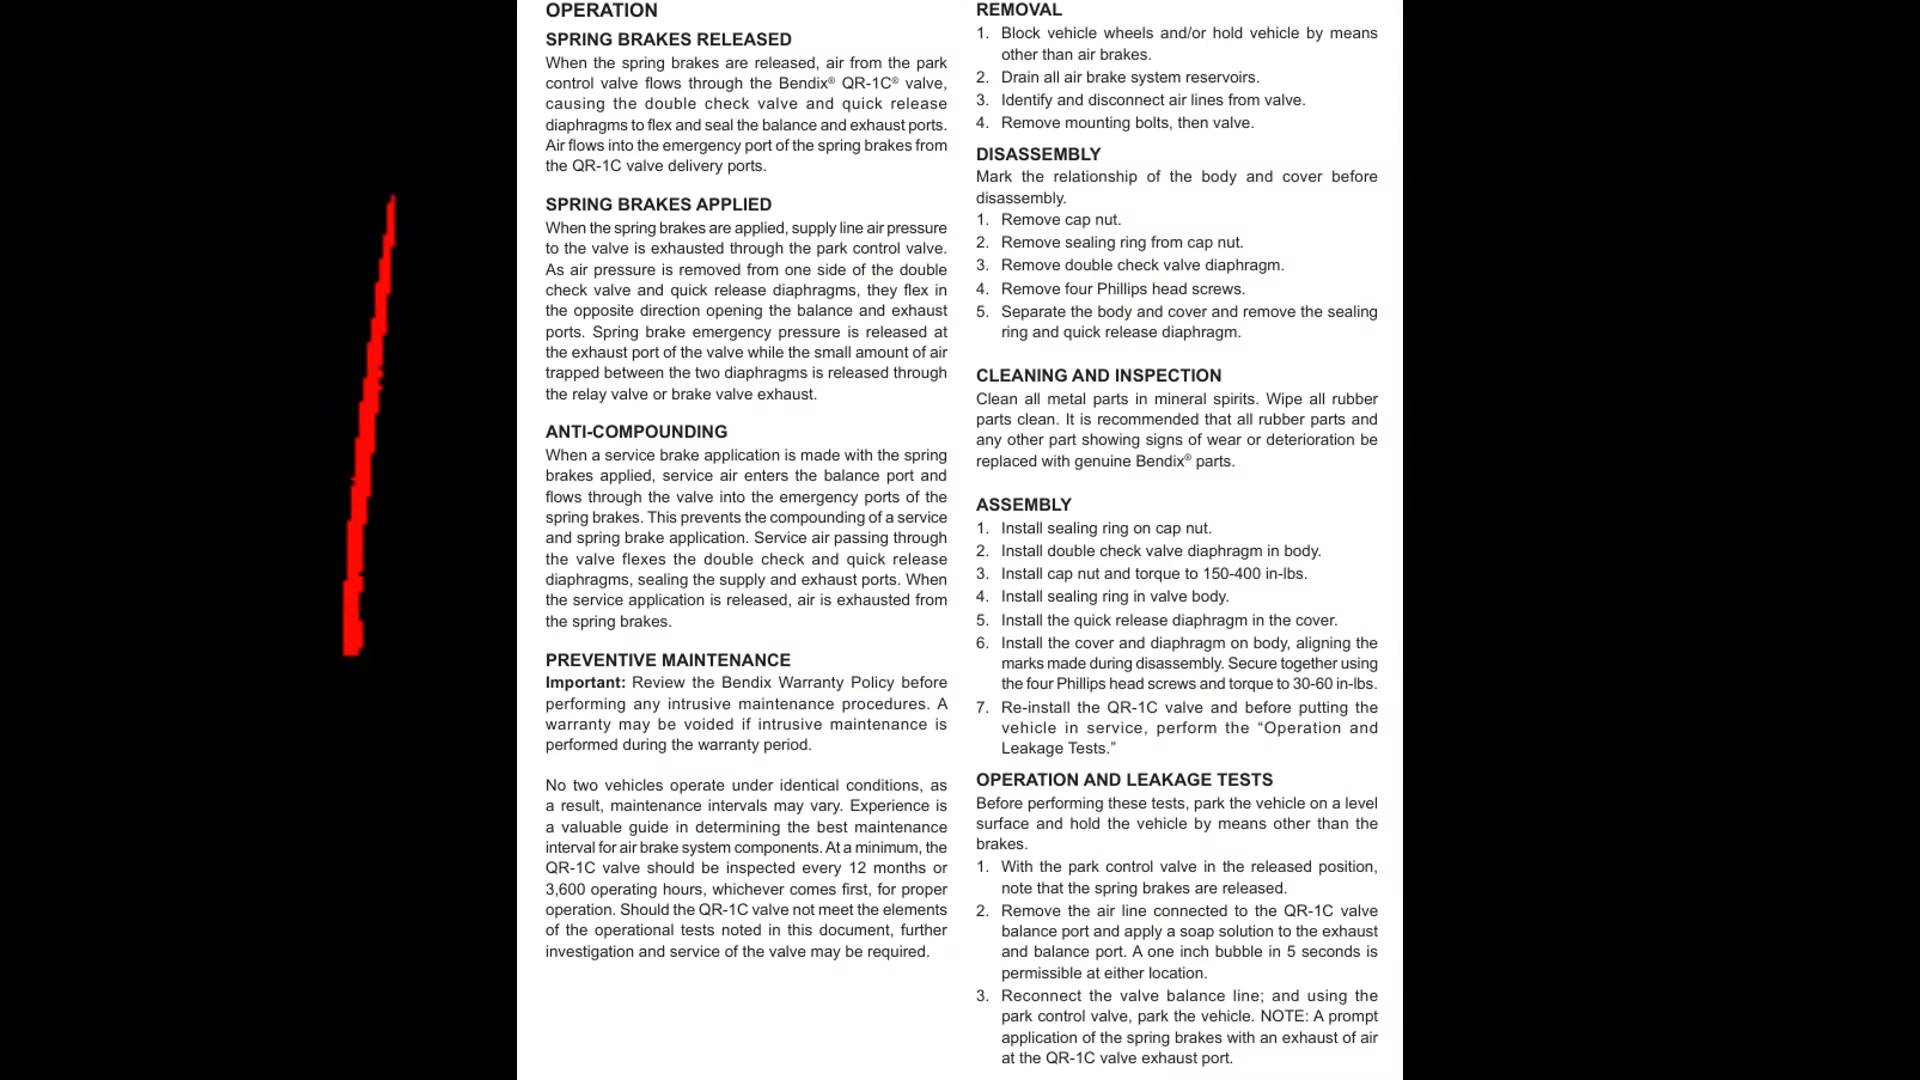 OPERATION
SPRING BRAKES RELEASED
When the spring brakes are released, air from the park
control valve flows through the Bendix® QR-1C® valve,
causing the double check valve and quick release
diaphragms to flex and seal the balance and exhaust ports.
Air flows into the emergency port of the spring brakes from
the QR-1C valve delivery ports.
SPRING BRAKES APPLIED
When the spring brakes are applied, supply line air pressure
to the valve is exhausted through the park control valve.
As air pressure is removed from one side of the double
check valve and quick release diaphragms, they flex in
the opposite direction opening the balance and exhaust
ports. Spring brake emergency pressure is released at
the exhaust port of the valve while the small amount of air
trapped between the two diaphragms is released through
the relay valve or brake valve exhaust.
ANTI-COMPOUNDING
When a service brake application is made with the spring
brakes applied, service air enters the balance port and
flows through the valve into the emergency ports of the
spring brakes. This prevents the compounding of a service
and spring brake application. Service air passing through
the valve flexes the double check and quick release
diaphragms, sealing the supply and exhaust ports. When
the service application is released, air is exhausted from
the spring brakes.
PREVENTIVE MAINTENANCE
Important: Review the Bendix Warranty Policy before
performing any intrusive maintenance procedures. A
warranty may be voided if intrusive maintenance is
performed during the warranty period.
No two vehicles operate under identical conditions, as
a result, maintenance intervals may vary. Experience is
a valuable guide in determining the best maintenance
interval for air brake system components. At a minimum, the
QR-1C valve should be inspected every 12 months or
3,600 operating hours, whichever comes first, for proper
operation. Should the QR-1C valve not meet the elements
of the operational tests noted in this document, further
investigation and service of the valve may be required.
REMOVAL
1. Block vehicle wheels and/or hold vehicle by means
other than air brakes.
2. Drain all air brake system reservoirs.
3. Identify and disconnect air lines from valve.
4. Remove mounting bolts, then valve.
DISASSEMBLY
Mark the relationship of the body and cover before
disassembly.
1. Remove cap nut.
2. Remove sealing ring from cap nut.
3. Remove double check valve diaphragm.
4. Remove four Phillips head screws.
5. Separate the body and cover and remove the sealing
ring and quick release diaphragm.
CLEANING AND INSPECTION
Clean all metal parts in mineral spirits. Wipe all rubber
parts clean. It is recommended that all rubber parts and
any other part showing signs of wear or deterioration be
replaced with genuine Bendix® parts.
ASSEMBLY
1. Install sealing ring on cap nut.
2. Install double check valve diaphragm in body.
3. Install cap nut and torque to 150-400 in-lbs.
4. Install sealing ring in valve body.
5. Install the quick release diaphragm in the cover.
6. Install the cover and diaphragm on body, aligning the
marks made during disassembly. Secure together using
the four Phillips head screws and torque to 30-60 in-lbs.
7. Re-install the QR-1C valve and before putting the
vehicle in service, perform the “Operation and
Leakage Tests.”
OPERATION AND LEAKAGE TESTS
Before performing these tests, park the vehicle on a level
surface and hold the vehicle by means other than the
brakes.
1. With the park control valve in the released position,
note that the spring brakes are released.
2. Remove the air line connected to the QR-1C valve
balance port and apply a soap solution to the exhaust
and balance port. A one inch bubble in 5 seconds is
permissible at either location.
3. Reconnect the valve balance line; and using the
park control valve, park the vehicle. NOTE: A prompt
application of the spring brakes with an exhaust of air
at the QR-1C valve exhaust port.